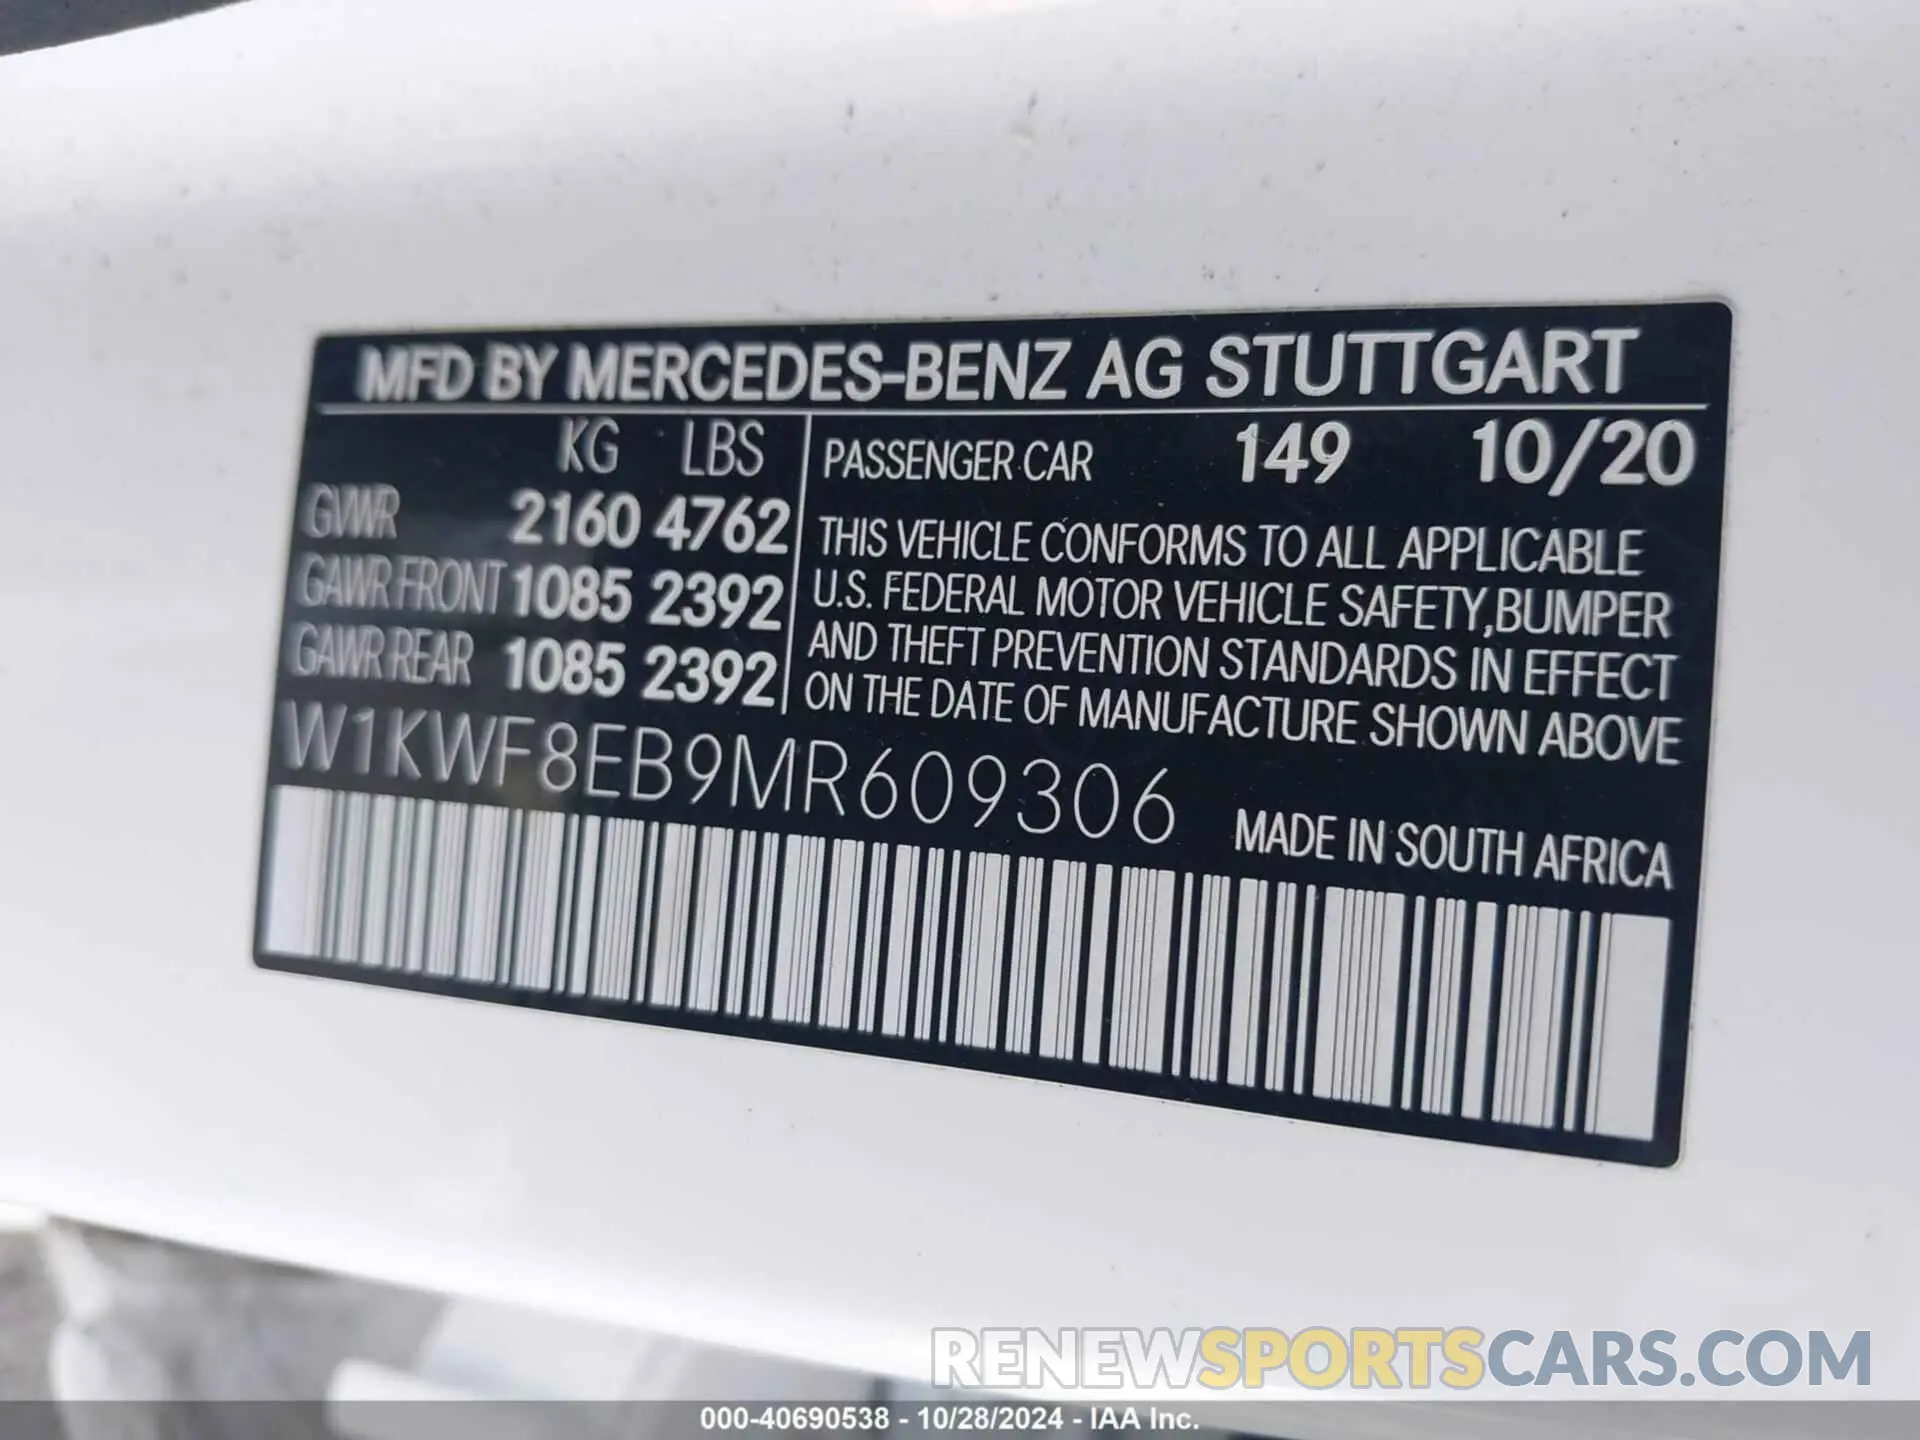 MFD BY MERCEDES-BENZ AG STUTTGART
KG LBS
GVWR 2160 4762
GAWR FRONT 1085 2392
GAWR REAR 1085 2392
PASSENGER CAR 149 10/20
THIS VEHICLE CONFORMS TO ALL APPLICABLE
U.S. FEDERAL MOTOR VEHICLE SAFETY,BUMPER
AND THEFT PREVENTION STANDARDS IN EFFECT
ON THE DATE OF MANUFACTURE SHOWN ABOVE
W1KWF8EB9MR609306
MADE IN SOUTH AFRICA
RENEWSPORTSCARS.COM
000-40690538 - 10/28/2024 - IAA Inc.